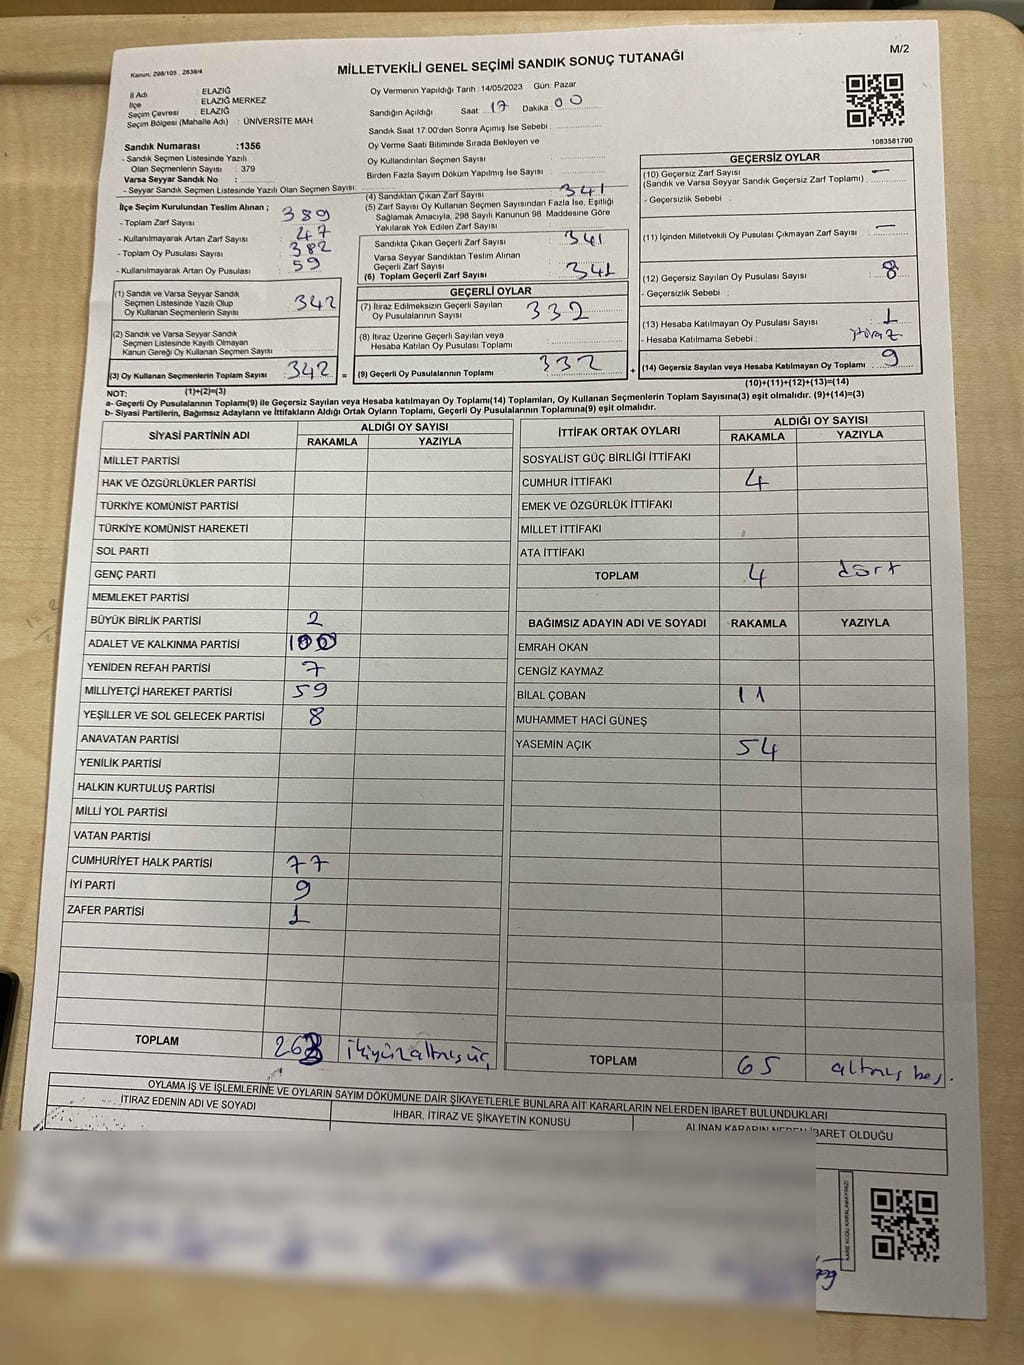 Kanun, 298/105 , 2839/4
MİLLETVEKİLİ GENEL SEÇİMİ SANDIK SONUÇ TUTANAĞI
M/2
İl Adı : ELAZIĞ
İlçe : ELAZIĞ MERKEZ
Seçim Çevresi : ELAZIĞ
Seçim Bölgesi (Mahalle Adı) : ÜNİVERSİTE MAH.
Oy Vermenin Yapıldığı Tarih : 14/05/2023 Gün: Pazar
Sandığın Açıldığı Saat : 17 Dakika : 00
Sandık Saat 17:00'den Sonra Açımış İse Sebebi :
Oy Verme Saati Bitiminde Sırada Bekleyen ve
Oy Kullandırılan Seçmen Sayısı :
Birden Fazla Sayım Döküm Yapılmış İse Sayısı :
1083581790
Sandık Numarası :1356
- Sandık Seçmen Listesinde Yazılı
Olan Seçmenlerin Sayısı : 379
Varsa Seyyar Sandık No :
- Seyyar Sandık Seçmen Listesinde Yazılı Olan Seçmen Sayısı:
İlçe Seçim Kurulundan Teslim Alınan ;
- Toplam Zarf Sayısı 389
- Kullanılmayarak Artan Zarf Sayısı 47
- Toplam Oy Pusulası Sayısı 382
- Kullanılmayarak Artan Oy Pusulası 59
(1) Sandık ve Varsa Seyyar Sandık
Seçmen Listesinde Yazılı Olup
Oy Kullanan Seçmenlerin Sayısı 342
(2) Sandık ve Varsa Seyyar Sandık
Seçmen Listesinde Kayıtlı Olmayan
Kanun Gereği Oy Kullanan Seçmen Sayısı
(3) Oy Kullanan Seçmenlerin Toplam Sayısı 342 =
(1)+(2)=(3)
(4) Sandıktan Çıkan Zarf Sayısı 341
(5) Zarf Sayısı Oy Kullanan Seçmen Sayısından Fazla İse, Eşitliği
Sağlamak Amacıyla, 298 Sayılı Kanunun 98. Maddesine Göre
Yakılarak Yok Edilen Zarf Sayısı :
Sandıkta Çıkan Geçerli Zarf Sayısı 341
Varsa Seyyar Sandıktan Teslim Alınan
Geçerli Zarf Sayısı
(6) Toplam Geçerli Zarf Sayısı 341
GEÇERLİ OYLAR
(7) İtiraz Edilmeksizin Geçerli Sayılan
Oy Pusulalarının Sayısı 332
(8) İtiraz Üzerine Geçerli Sayılan veya
Hesaba Katılan Oy Pusulası Toplamı
(9) Geçerli Oy Pusulalarının Toplamı 332 +
GEÇERSİZ OYLAR
(10) Geçersiz Zarf Sayısı —
(Sandık ve Varsa Seyyar Sandık Geçersiz Zarf Toplamı)
- Geçersizlik Sebebi :
(11) İçinden Milletvekili Oy Pusulası Çıkmayan Zarf Sayısı —
(12) Geçersiz Sayılan Oy Pusulası Sayısı 8
- Geçersizlik Sebebi :
(13) Hesaba Katılmayan Oy Pusulası Sayısı 1
- Hesaba Katılmama Sebebi :
(14) Geçersiz Sayılan veya Hesaba Katılmayan Oy Toplamı 9
(10)+(11)+(12)+(13)=(14)
NOT:
a- Geçerli Oy Pusulalarının Toplamı(9) ile Geçersiz Sayılan veya Hesaba Katılmayan Oy Toplamı(14) Toplamları, Oy Kullanan Seçmenlerin Toplam Sayısına(3) eşit olmalıdır. (9)+(14)=(3)
b- Siyasi Partilerin, Bağımsız Adayların ve İttifakların Aldığı Ortak Oyların Toplamı, Geçerli Oy Pusulalarının Toplamına(9) eşit olmalıdır.
SİYASİ PARTİNİN ADI ALDIĞI OY SAYISI
RAKAMLA YAZIYLA
MİLLET PARTİSİ
HAK VE ÖZGÜRLÜKLER PARTİSİ
TÜRKİYE KOMÜNİST PARTİSİ
TÜRKİYE KOMÜNİST HAREKETİ
SOL PARTİ
GENÇ PARTİ
MEMLEKET PARTİSİ
BÜYÜK BİRLİK PARTİSİ 2
ADALET VE KALKINMA PARTİSİ 100
YENİDEN REFAH PARTİSİ 7
MİLLİYETÇİ HAREKET PARTİSİ 59
YEŞİLLER VE SOL GELECEK PARTİSİ 8
ANAVATAN PARTİSİ
YENİLİK PARTİSİ
HALKIN KURTULUŞ PARTİSİ
MİLLİ YOL PARTİSİ
VATAN PARTİSİ
CUMHURİYET HALK PARTİSİ 77
İYİ PARTİ 9
ZAFER PARTİSİ 1
TOPLAM 263 ikiyüzaltmışüç
İTTİFAK ORTAK OYLARI ALDIĞI OY SAYISI
RAKAMLA YAZIYLA
SOSYALİST GÜÇ BİRLİĞİ İTTİFAKI
CUMHUR İTTİFAKI 4
EMEK VE ÖZGÜRLÜK İTTİFAKI
MİLLET İTTİFAKI
ATA İTTİFAKI
TOPLAM 4 dört
BAĞIMSIZ ADAYIN ADI VE SOYADI RAKAMLA YAZIYLA
EMRAH OKAN
CENGİZ KAYMAZ
BİLAL ÇOBAN 11
MUHAMMET HACİ GÜNEŞ
YASEMİN AÇIK 54
TOPLAM 65 altmış beş.
OYLAMA İŞ VE İŞLEMLERİNE VE OYLARIN SAYIM DÖKÜMÜNE DAİR ŞİKAYETLERLE BUNLARA AİT KARARLARIN NELERDEN İBARET BULUNDUKLARI
İTİRAZ EDENİN ADI VE SOYADI
İHBAR, İTİRAZ VE ŞİKAYETİN KONUSU
ALINAN KARARIN NEDEN İBARET OLDUĞU
KARE KODU KARALAMAYINIZ!